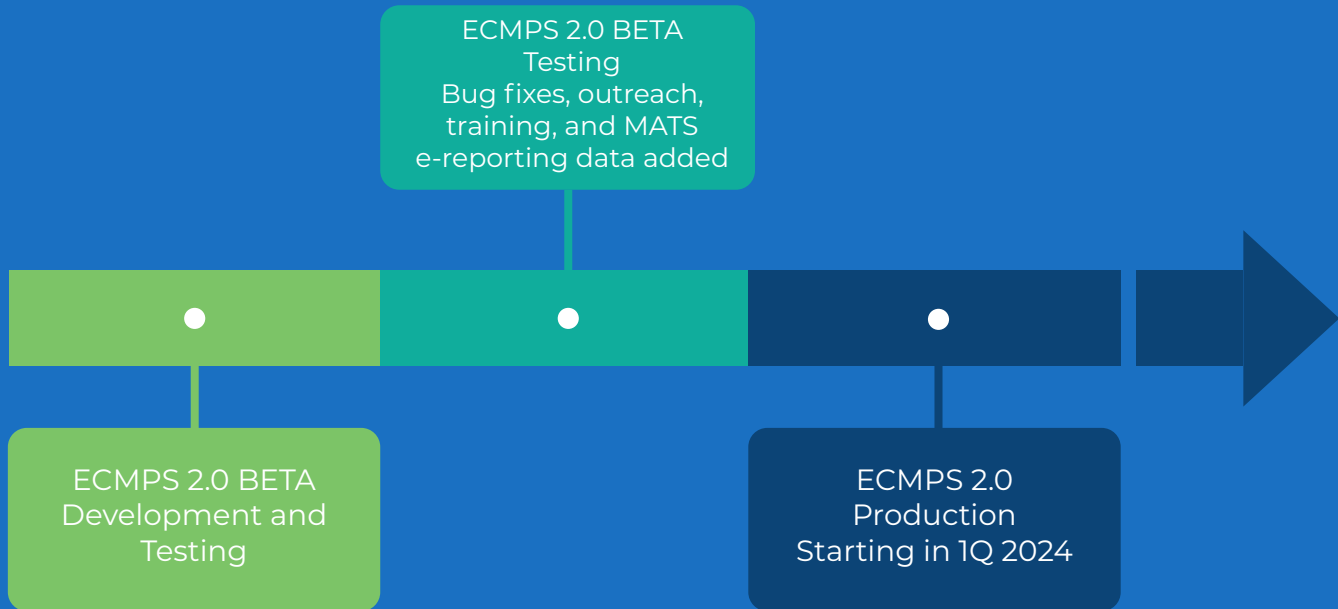 ECMPS 2.0 BETA
Testing
Bug fixes, outreach,
training, and MATS
e-reporting data added
ECMPS 2.0 BETA
Development and
Testing
ECMPS 2.0
Production
Starting in 1Q 2024